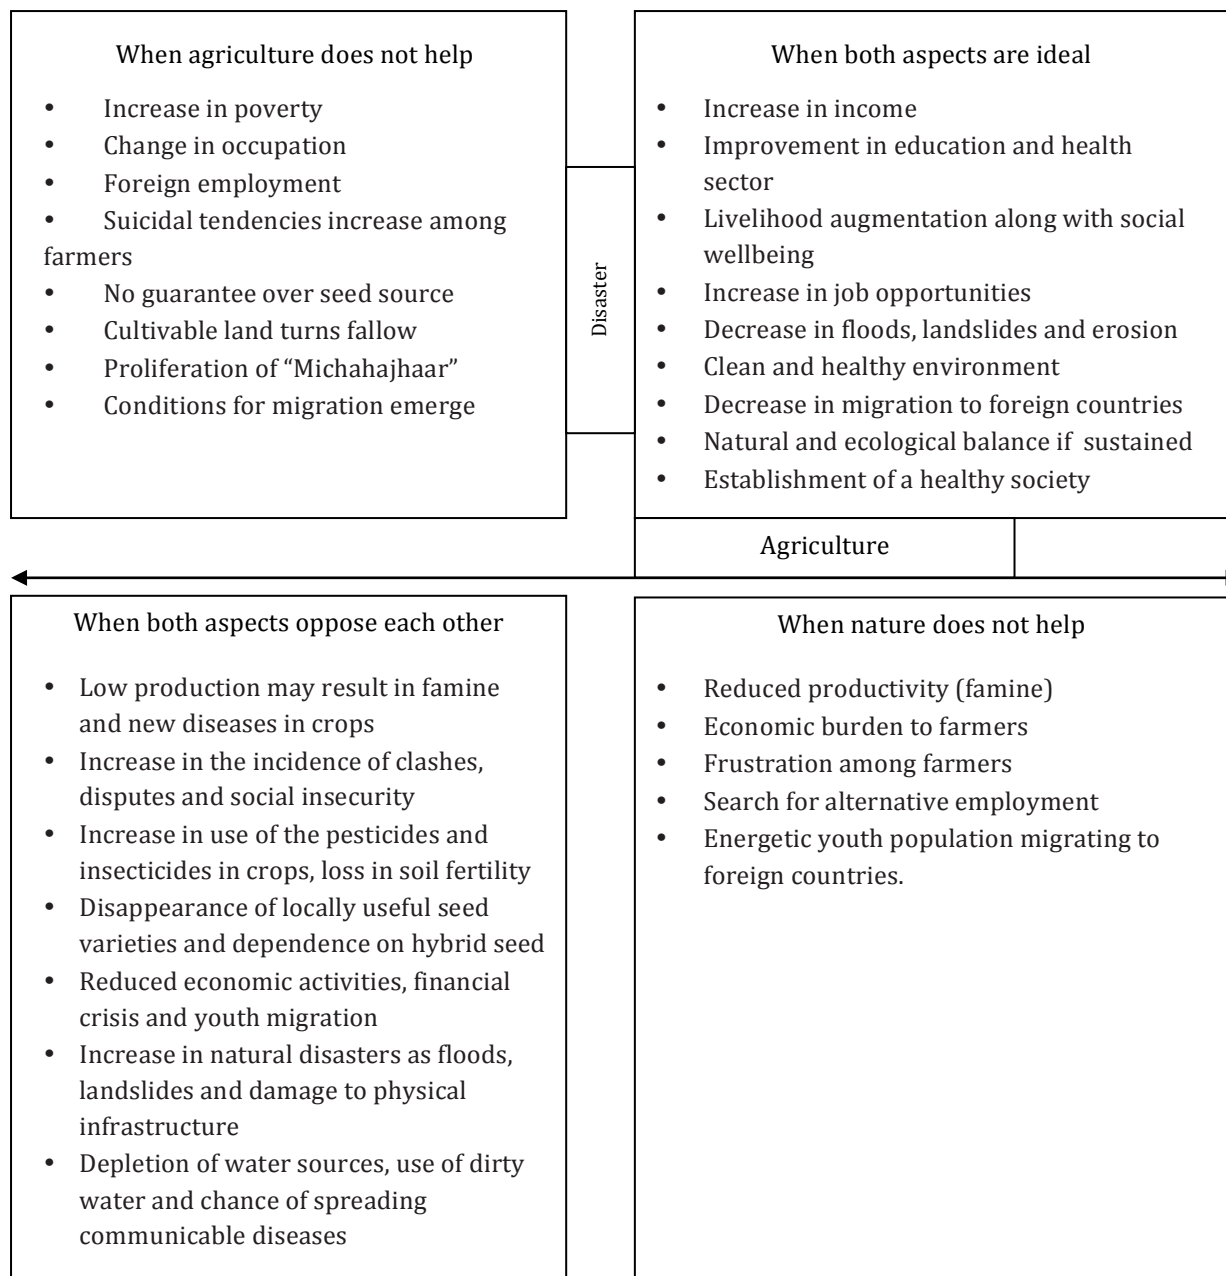 When agriculture does not help
• Increase in poverty
• Change in occupation
• Foreign employment
• Suicidal tendencies increase among
farmers
• No guarantee over seed source
• Cultivable land turns fallow
• Proliferation of “Michahajhaar”
• Conditions for migration emerge
Disaster
When both aspects are ideal
• Increase in income
• Improvement in education and health
sector
• Livelihood augmentation along with social
wellbeing
• Increase in job opportunities
• Decrease in floods, landslides and erosion
• Clean and healthy environment
• Decrease in migration to foreign countries
• Natural and ecological balance if sustained
• Establishment of a healthy society
Agriculture
When both aspects oppose each other
• Low production may result in famine
and new diseases in crops
• Increase in the incidence of clashes,
disputes and social insecurity
• Increase in use of the pesticides and
insecticides in crops, loss in soil fertility
• Disappearance of locally useful seed
varieties and dependence on hybrid seed
• Reduced economic activities, financial
crisis and youth migration
• Increase in natural disasters as floods,
landslides and damage to physical
infrastructure
• Depletion of water sources, use of dirty
water and chance of spreading
communicable diseases
When nature does not help
• Reduced productivity (famine)
• Economic burden to farmers
• Frustration among farmers
• Search for alternative employment
• Energetic youth population migrating to
foreign countries.